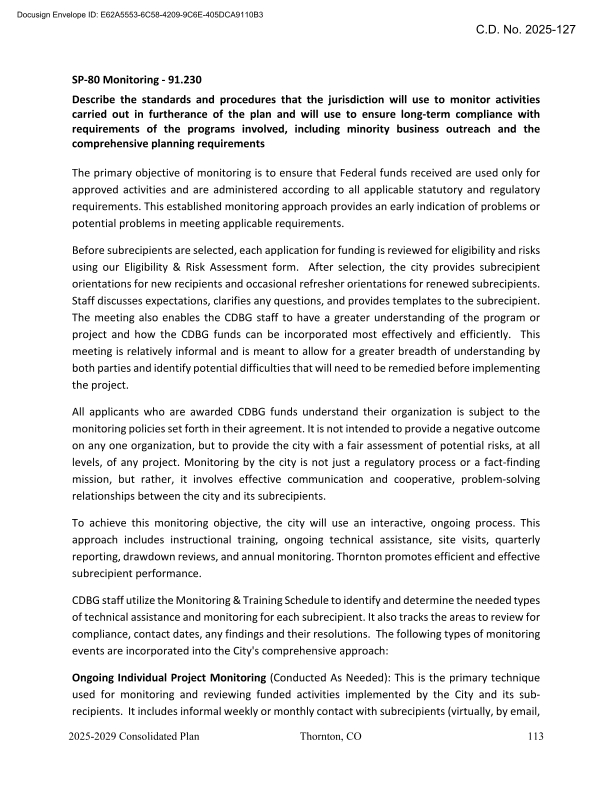 Docusign Envelope ID: E62A5553-6C58-4209-9C6E-405DCA9110B3
C.D. No. 2025-127
SP-80 Monitoring - 91.230
Describe the standards and procedures that the jurisdiction will use to monitor activities
carried out in furtherance of the plan and will use to ensure long-term compliance with
requirements of the programs involved, including minority business outreach and the
comprehensive planning requirements
The primary objective of monitoring is to ensure that Federal funds received are used only for
approved activities and are administered according to all applicable statutory and regulatory
requirements. This established monitoring approach provides an early indication of problems or
potential problems in meeting applicable requirements.
Before subrecipients are selected, each application for funding is reviewed for eligibility and risks
using our Eligibility & Risk Assessment form. After selection, the city provides subrecipient
orientations for new recipients and occasional refresher orientations for renewed subrecipients.
Staff discusses expectations, clarifies any questions, and provides templates to the subrecipient.
The meeting also enables the CDBG staff to have a greater understanding of the program or
project and how the CDBG funds can be incorporated most effectively and efficiently. This
meeting is relatively informal and is meant to allow for a greater breadth of understanding by
both parties and identify potential difficulties that will need to be remedied before implementing
the project.
All applicants who are awarded CDBG funds understand their organization is subject to the
monitoring policies set forth in their agreement. It is not intended to provide a negative outcome
on any one organization, but to provide the city with a fair assessment of potential risks, at all
levels, of any project. Monitoring by the city is not just a regulatory process or a fact-finding
mission, but rather, it involves effective communication and cooperative, problem-solving
relationships between the city and its subrecipients.
To achieve this monitoring objective, the city will use an interactive, ongoing process. This
approach includes instructional training, ongoing technical assistance, site visits, quarterly
reporting, drawdown reviews, and annual monitoring. Thornton promotes efficient and effective
subrecipient performance.
CDBG staff utilize the Monitoring & Training Schedule to identify and determine the needed types
of technical assistance and monitoring for each subrecipient. It also tracks the areas to review for
compliance, contact dates, any findings and their resolutions. The following types of monitoring
events are incorporated into the City's comprehensive approach:
Ongoing Individual Project Monitoring (Conducted As Needed): This is the primary technique
used for monitoring and reviewing funded activities implemented by the City and its sub-
recipients. It includes informal weekly or monthly contact with subrecipients (virtually, by email,
2025-2029 Consolidated Plan Thornton, CO 113